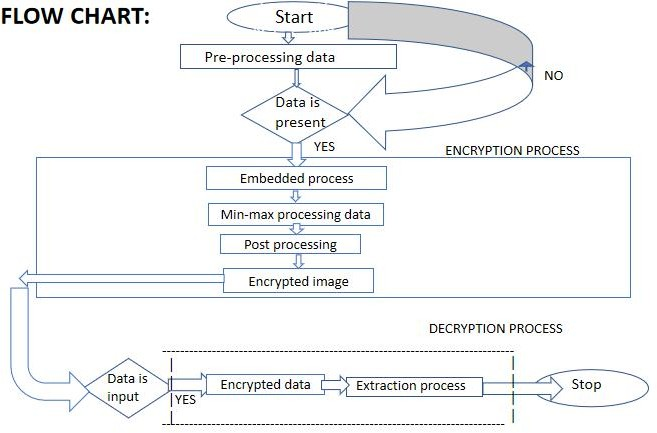 FLOW CHART:
Start
Pre-processing data
NO
Data is
present
YES
ENCRYPTION PROCESS
Embedded process
Min-max processing data
Post processing
Encrypted image
DECRYPTION PROCESS
Data is
input
YES
Encrypted data
Extraction process
Stop